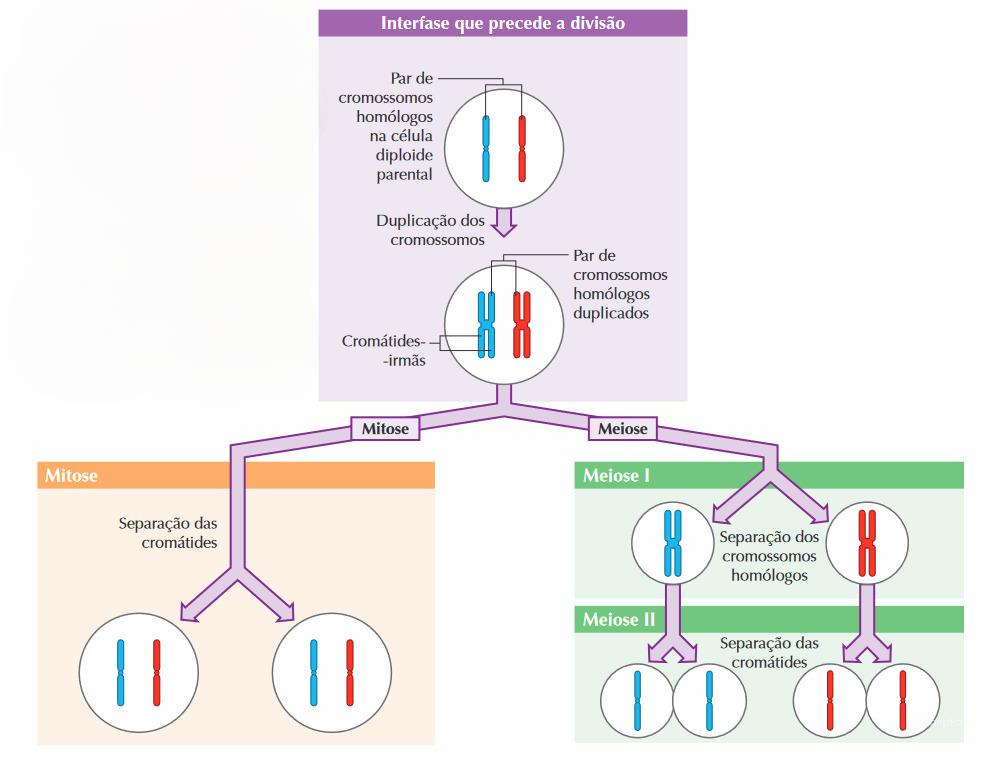 Interfase que precede a divisão
Par de
cromossomos
homólogos
na célula
diploide
parental
Duplicação dos
cromossomos
Par de
cromossomos
homólogos
duplicados
Cromátides-
-irmãs
Mitose
Meiose
Mitose
Separação das
cromátides
Meiose I
Separação dos
cromossomos
homólogos
Meiose II
Separação das
cromátides